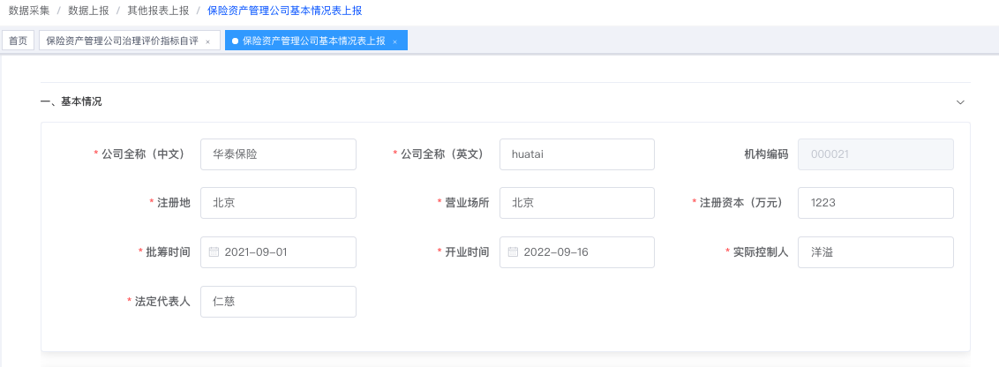 数据采集 / 数据上报 / 其他报表上报 / 保险资产管理公司基本情况表上报
首页 保险资产管理公司治理评价指标自评 × 保险资产管理公司基本情况表上报 ×
一、基本情况
* 公司全称（中文） 华泰保险 * 公司全称（英文） huatai 机构编码 000021
* 注册地 北京 * 营业场所 北京 * 注册资本（万元） 1223
* 批筹时间 2021-09-01 * 开业时间 2022-09-16 * 实际控制人 洋溢
* 法定代表人 仁慈